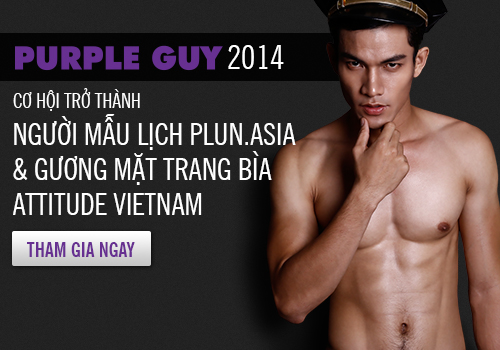 PURPLE GUY 2014
CƠ HỘI TRỞ THÀNH
NGƯỜI MẪU LỊCH PLUN.ASIA
& GƯƠNG MẶT TRANG BÌA
ATTITUDE VIETNAM
THAM GIA NGAY